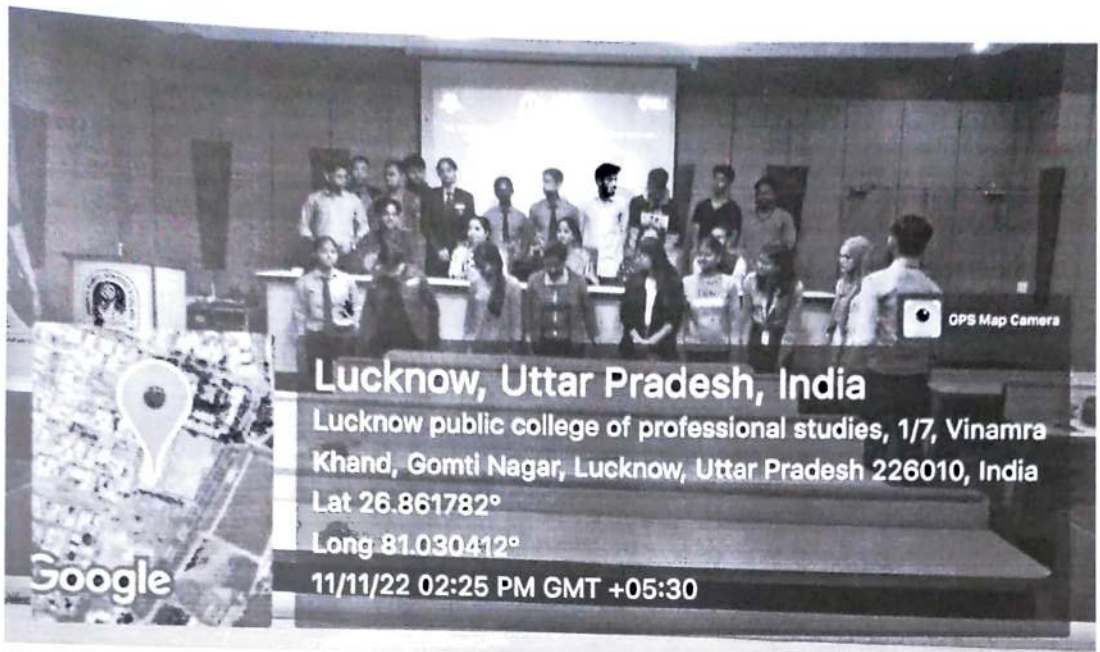 GPS Map Camera
Lucknow, Uttar Pradesh, India
Lucknow public college of professional studies, 1/7, Vinamra
Khand, Gomti Nagar, Lucknow, Uttar Pradesh 226010, India
Lat 26.861782°
Long 81.030412°
11/11/22 02:25 PM GMT +05:30
Google